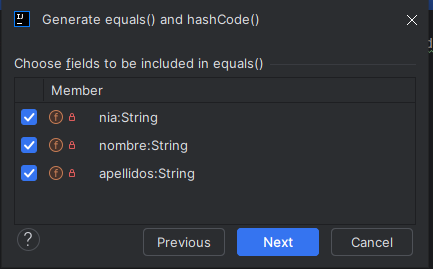 IJ Generate equals() and hashCode()
Choose fields to be included in equals()
Member
f nia:String
f nombre:String
f apellidos:String
? Previous Next Cancel